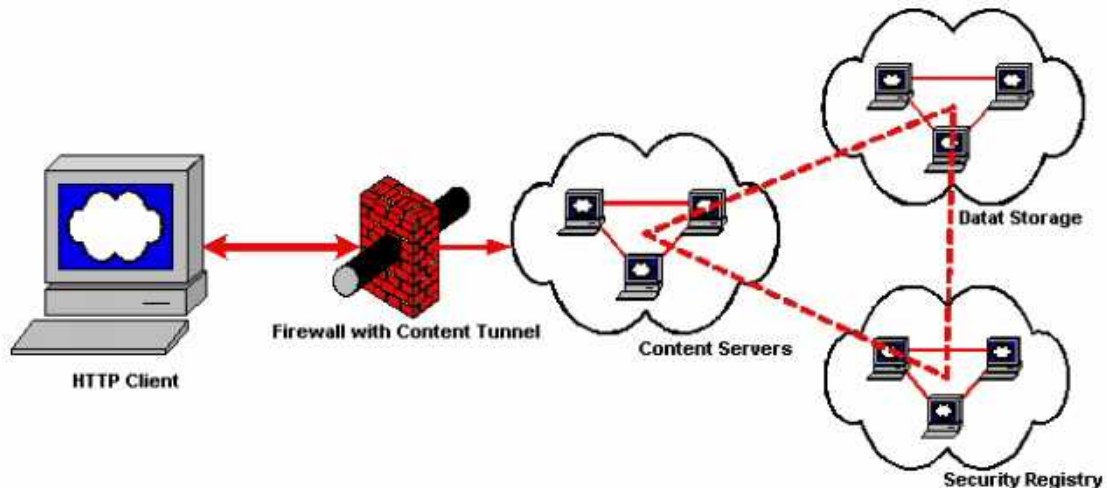 HTTP Client
Firewall with Content Tunnel
Content Servers
Datat Storage
Security Registry